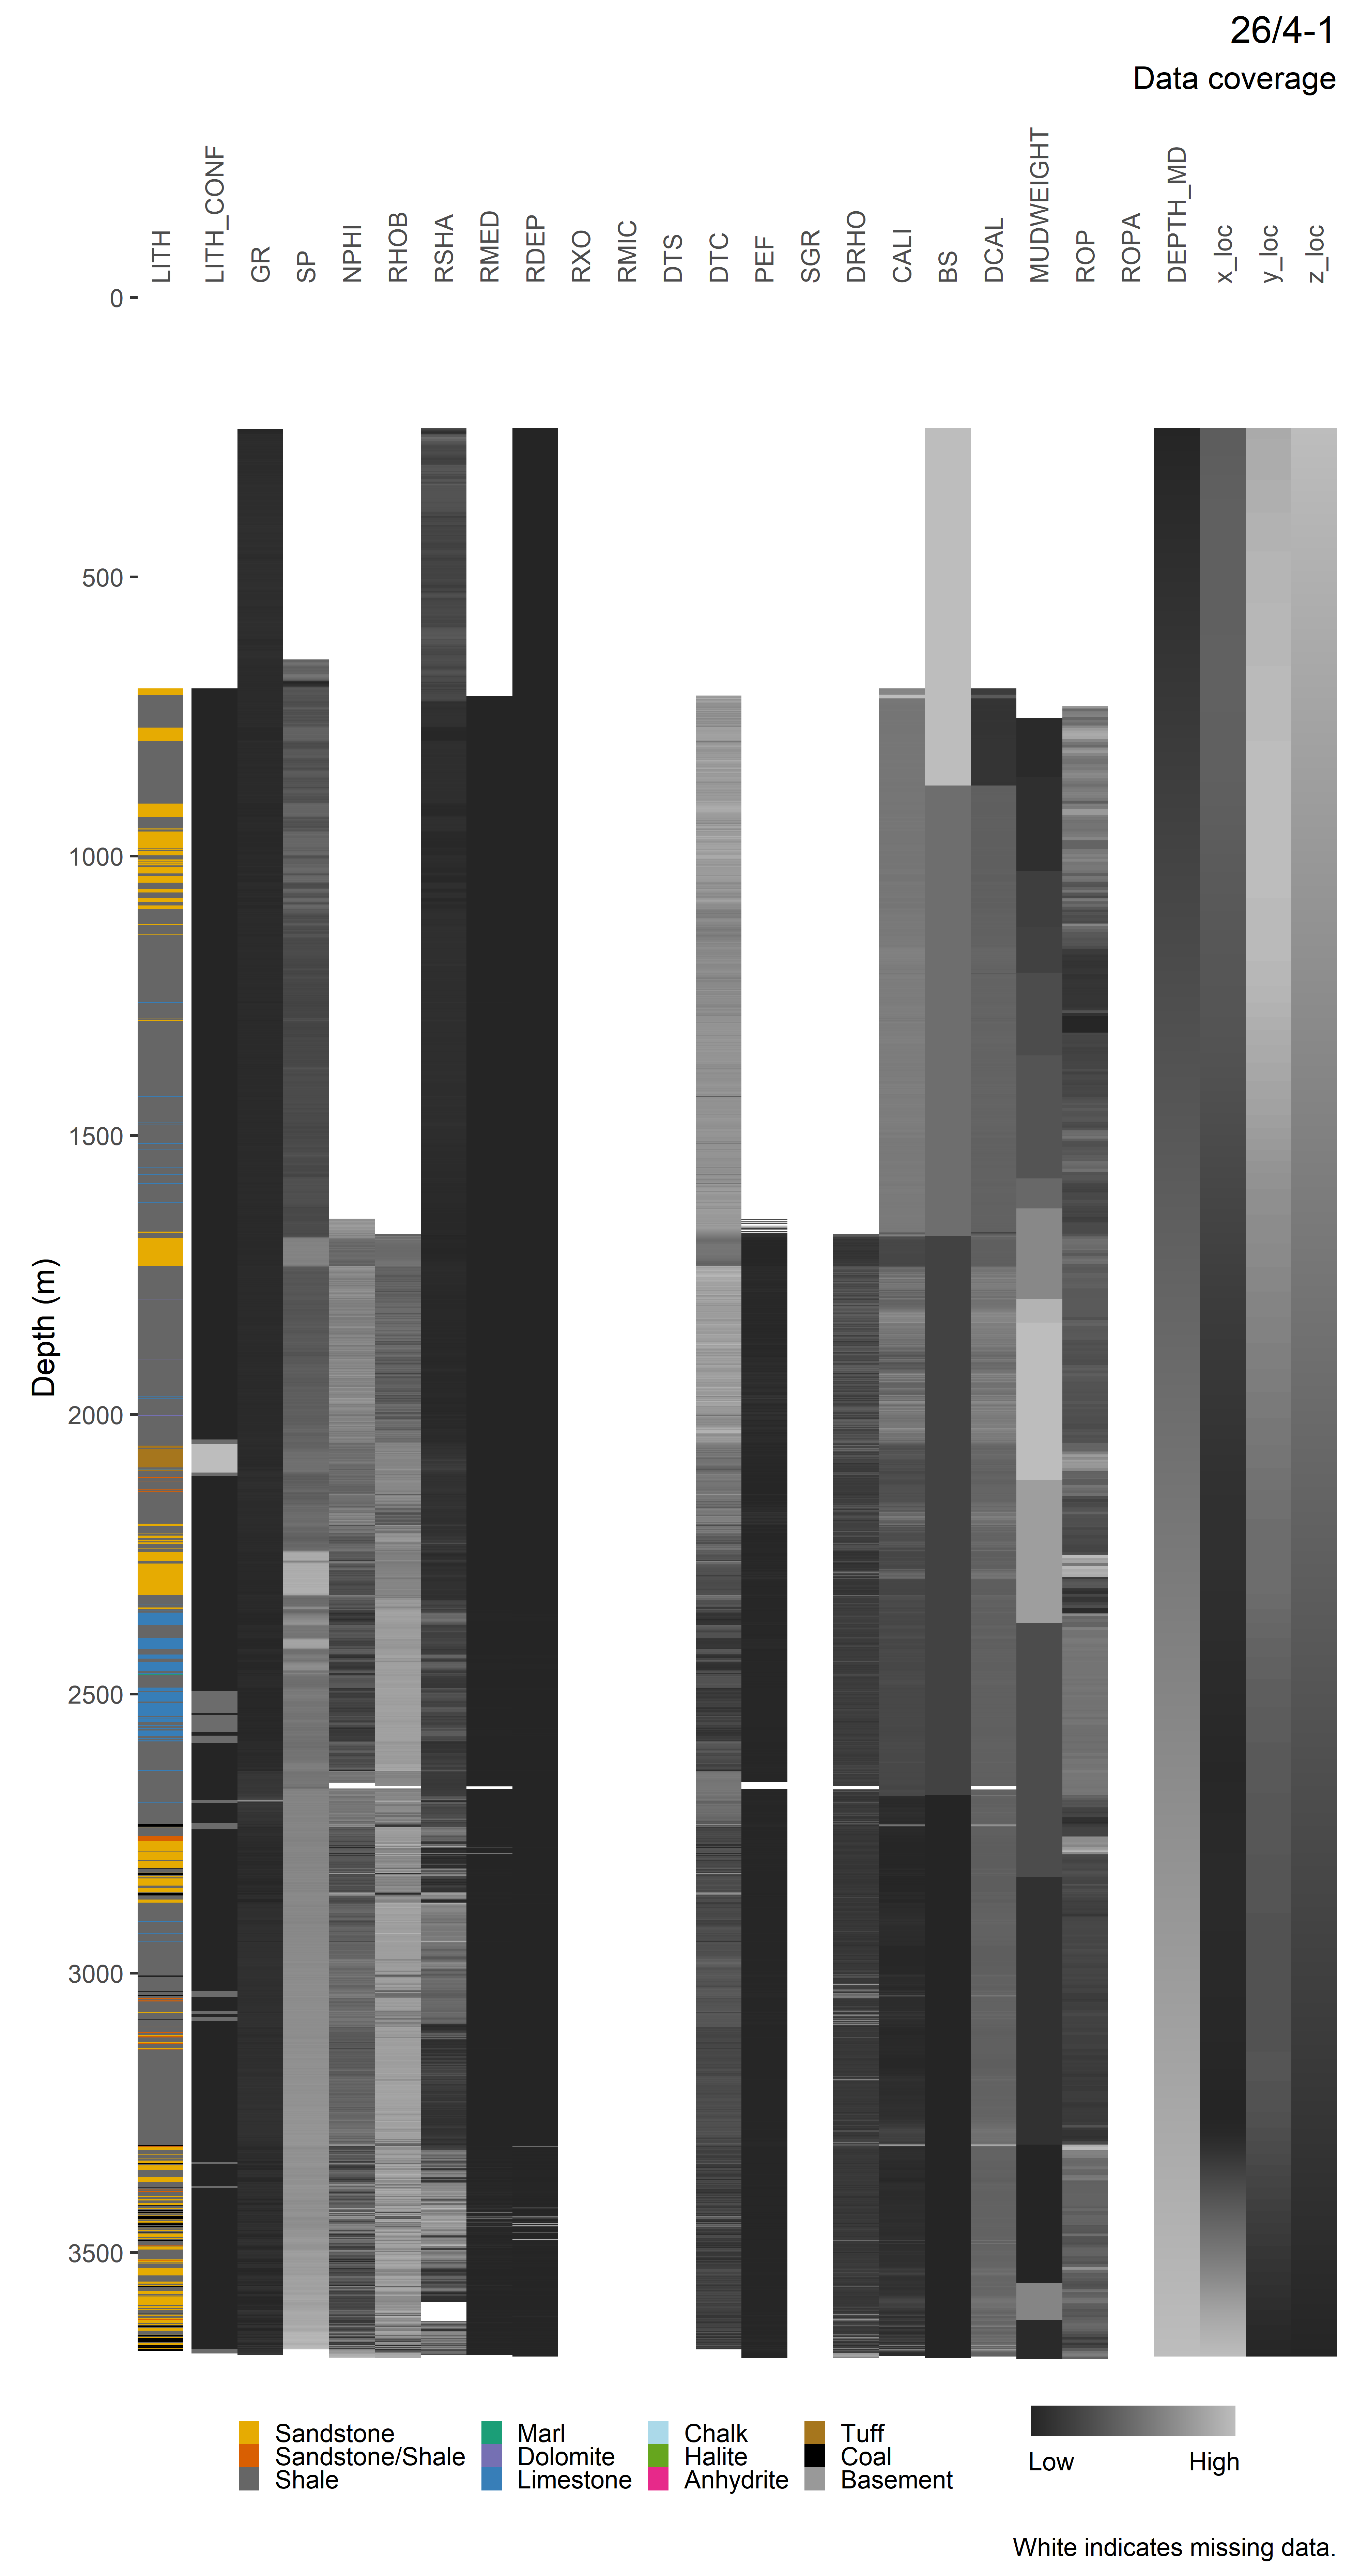 26/4-1
Data coverage
LITH
LITH_CONF
GR
SP
NPHI
RHOB
RSHA
RMED
RDEP
RXO
RMIC
DTS
DTC
PEF
SGR
DRHO
CALI
BS
DCAL
MUDWEIGHT
ROP
ROPA
DEPTH_MD
x_loc
y_loc
z_loc
0
500
1000
1500
2000
2500
3000
3500
Depth (m)
Sandstone
Sandstone/Shale
Shale
Marl
Dolomite
Limestone
Chalk
Halite
Anhydrite
Tuff
Coal
Basement
Low
High
White indicates missing data.